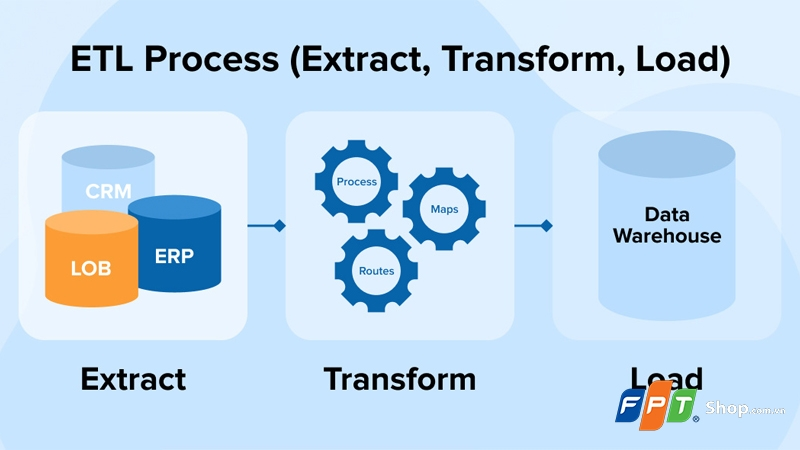 ETL Process (Extract, Transform, Load)
CRM
LOB
ERP
Process
Maps
Routes
Data
Warehouse
Extract
Transform
Load
FPT® Shop.com.vn